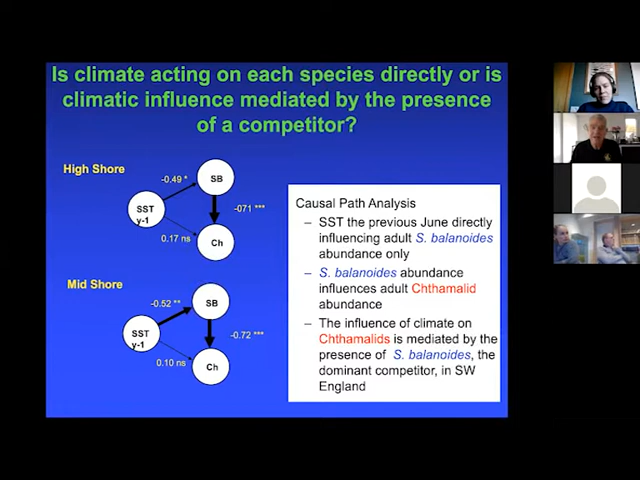 Is climate acting on each species directly or is
climatic influence mediated by the presence
of a competitor?
High Shore
-0.49 *
SB
SST
y-1
-071 ***
0.17 ns
Ch
Mid Shore
-0.52 **
SB
SST
y-1
-0.72 ***
0.10 ns
Ch
Causal Path Analysis
– SST the previous June directly
influencing adult S. balanoides
abundance only
– S. balanoides abundance
influences adult Chthamalid
abundance
– The influence of climate on
Chthamalids is mediated by the
presence of S. balanoides, the
dominant competitor, in SW
England